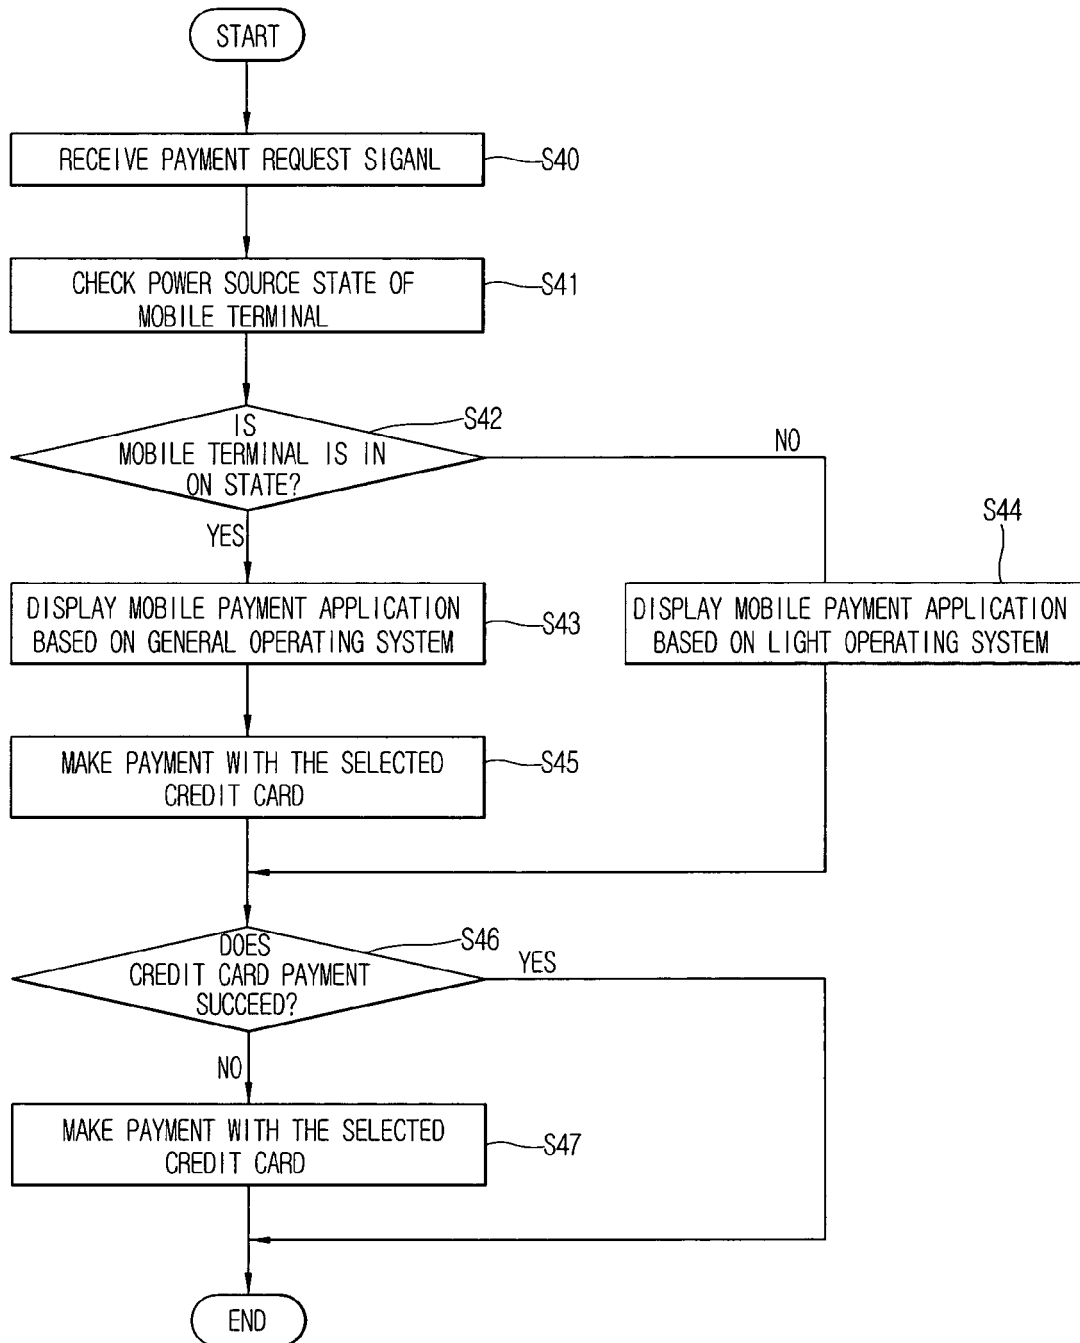 START
RECEIVE PAYMENT REQUEST SIGANL
S40
CHECK POWER SOURCE STATE OF
MOBILE TERMINAL
S41
IS
MOBILE TERMINAL IS IN
ON STATE?
S42
NO
YES
S44
DISPLAY MOBILE PAYMENT APPLICATION
BASED ON GENERAL OPERATING SYSTEM
S43
DISPLAY MOBILE PAYMENT APPLICATION
BASED ON LIGHT OPERATING SYSTEM
MAKE PAYMENT WITH THE SELECTED
CREDIT CARD
S45
DOES
CREDIT CARD PAYMENT
SUCCEED?
S46
YES
NO
MAKE PAYMENT WITH THE SELECTED
CREDIT CARD
S47
END